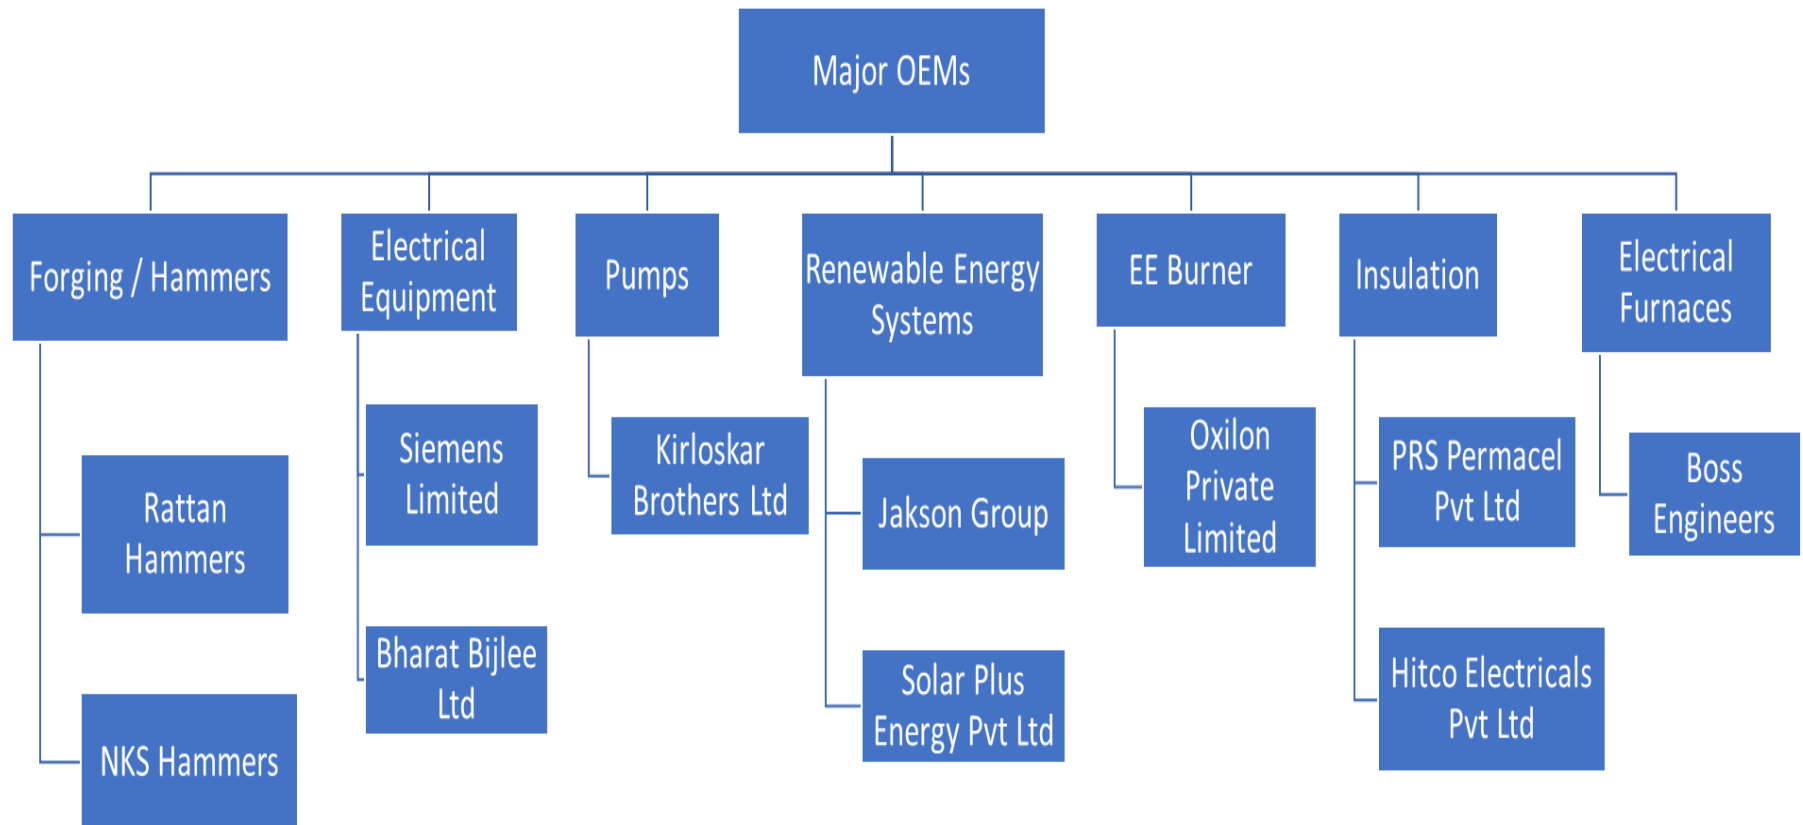 Major OEMs
Forging / Hammers
Rattan
Hammers
NKS Hammers
Electrical
Equipment
Siemens
Limited
Bharat Bijlee
Ltd
Pumps
Kirloskar
Brothers Ltd
Renewable Energy
Systems
Jakson Group
Solar Plus
Energy Pvt Ltd
EE Burner
Oxilon
Private
Limited
Insulation
PRS Permacel
Pvt Ltd
Hitco Electricals
Pvt Ltd
Electrical
Furnaces
Boss
Engineers